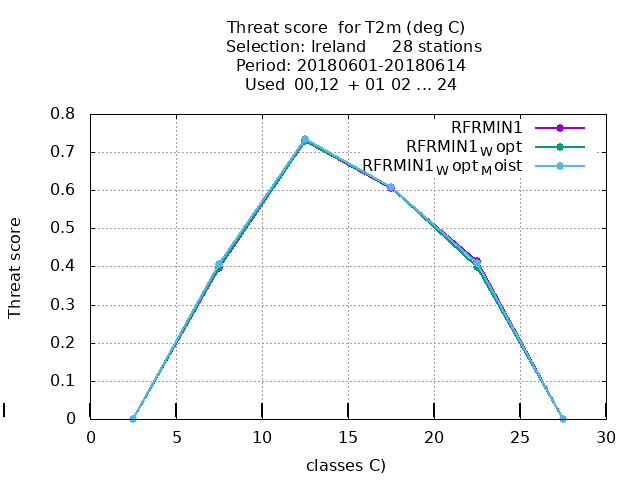 Threat score  for T2m (deg C)
Selection: Ireland     28 stations
Period: 20180601-20180614
Used  00,12  + 01 02 ... 24
RFRMIN1
RFRMIN1Wopt
RFRMIN1WoptMoist
Threat score
0.8
0.7
0.6
0.5
0.4
0.3
0.2
0.1
0
0 5 10 15 20 25 30
classes C)